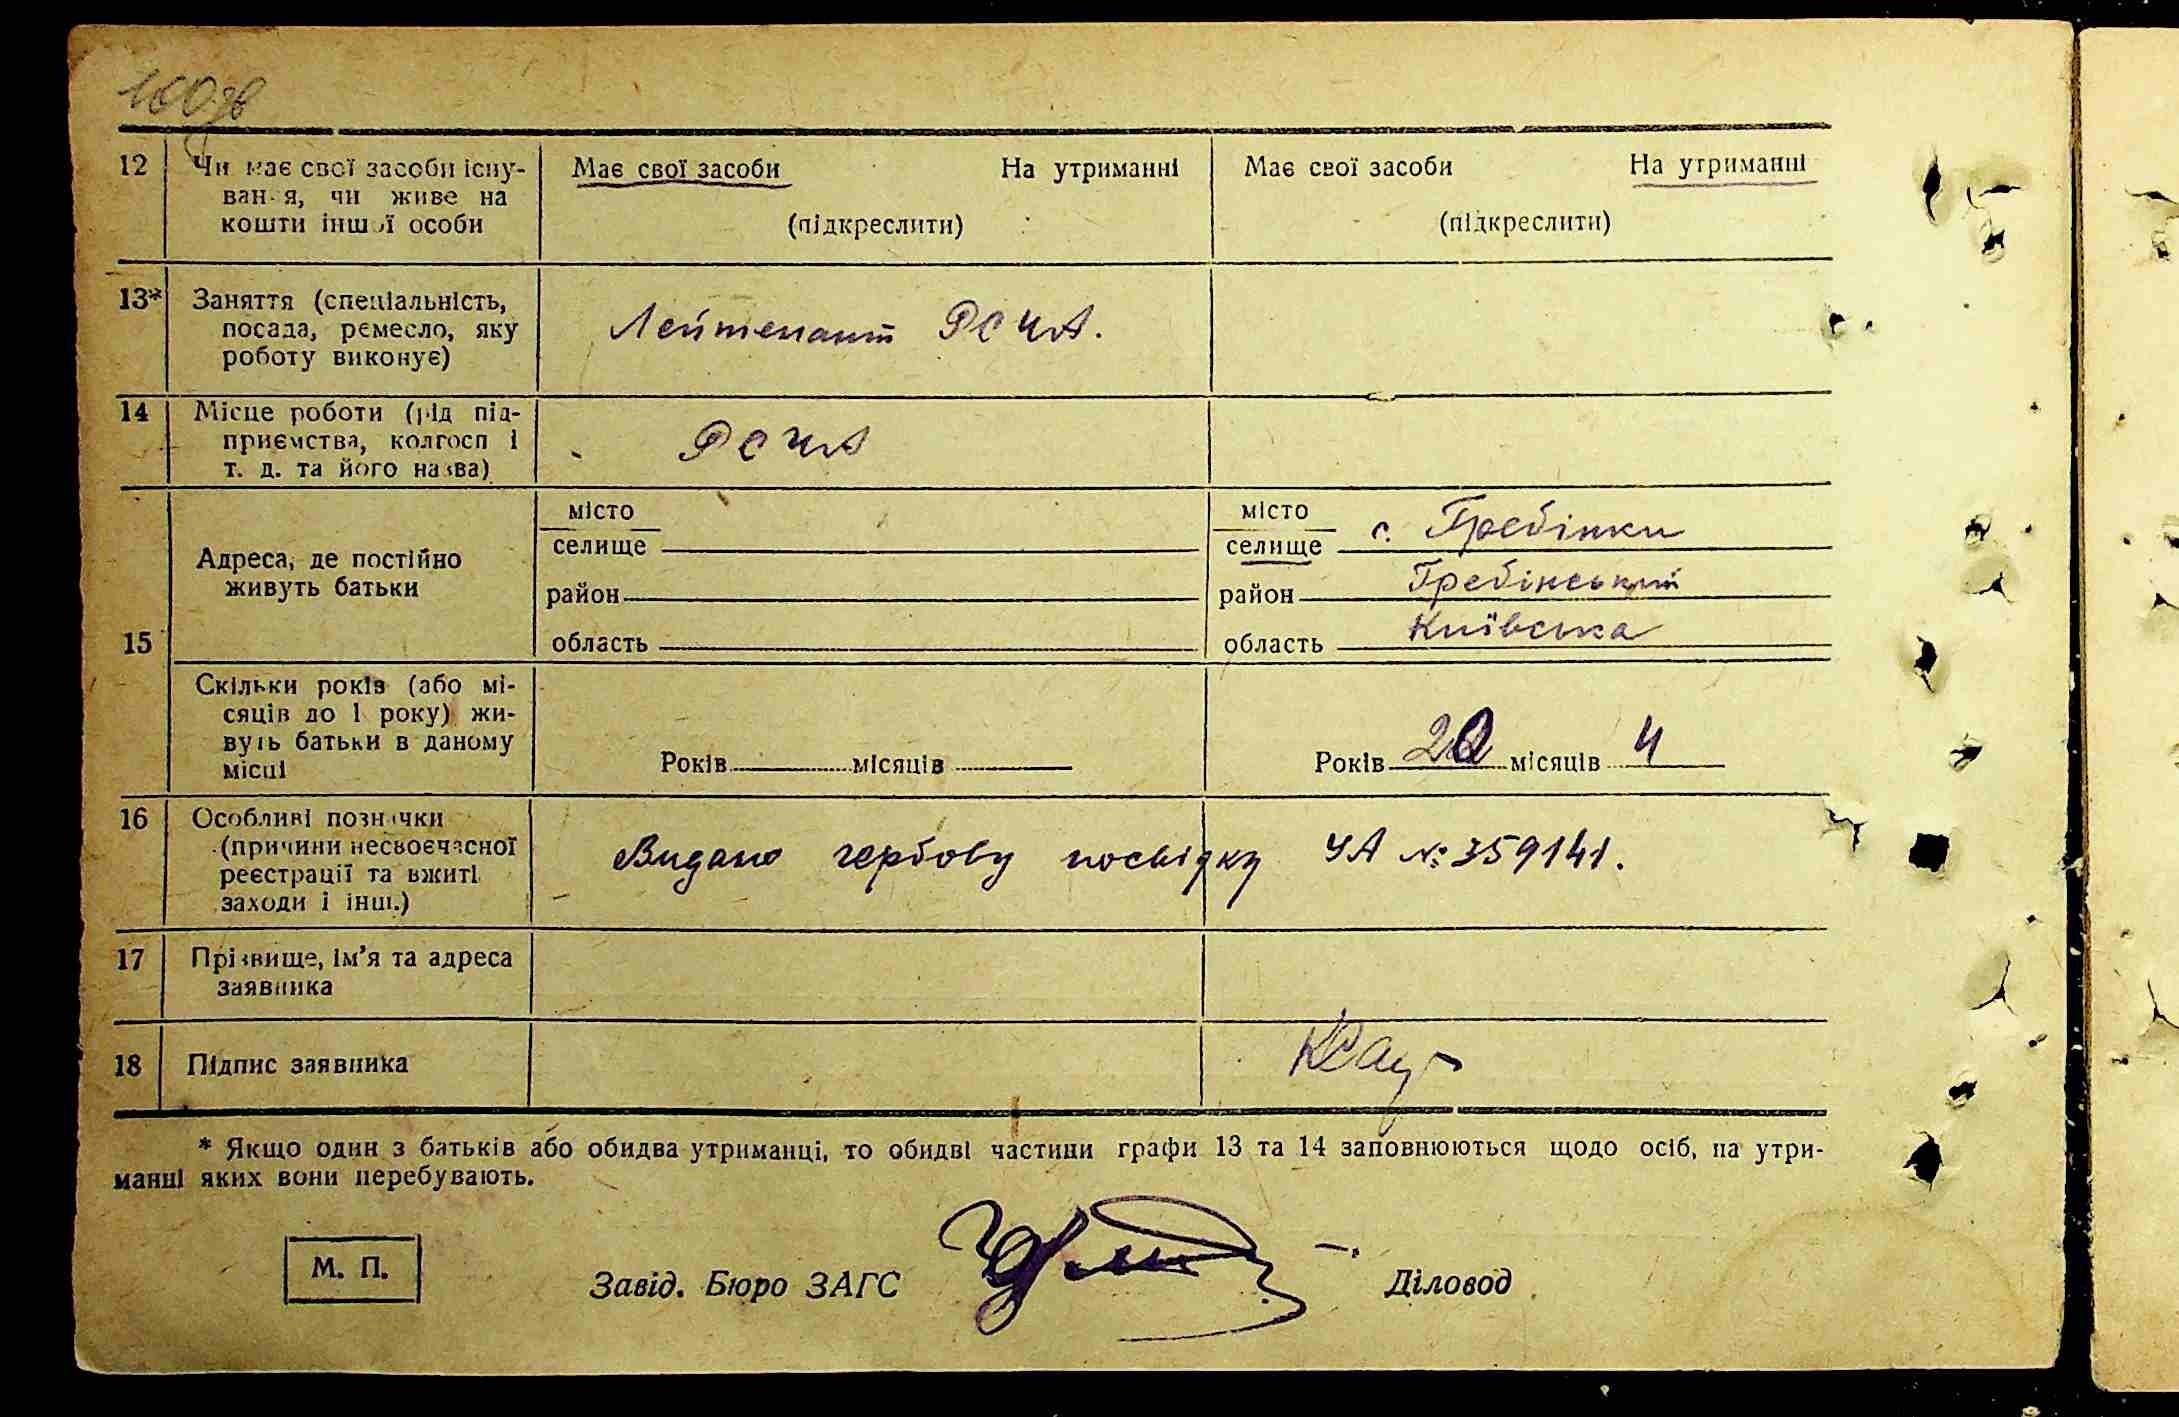 160зв
12 Чи має свої засоби існу- Має свої засоби На утриманні Має свої засоби На утриманні
вання, чи живе на
кошти іншої особи (підкреслити) (підкреслити)
13* Заняття (спеціальність,
посада, ремесло, яку Лейтенант РСЧА.
роботу виконує)
14 Місце роботи (рід під-
приємства, колгосп і РСЧА
т. д. та його назва)
15
Адреса, де постійно
живуть батьки
місто
селище
район
область
місто
селище с. Гребінки
район Гребінський
область Київська
Скільки років (або мі-
сяців до 1 року) жи-
вуть батьки в даному
місці
Років місяців Років 20 місяців 4
16 Особливі позначки
(причини несвоєчасної Видано гербову посвідку ЧА №359141.
реєстрації та вжиті
заходи і інш.)
17 Прізвище, ім’я та адреса
заявника
18 Підпис заявника
* Якщо один з батьків або обидва утриманці, то обидві частини графи 13 та 14 заповнюються щодо осіб, на утри-
манні яких вони перебувають.
М. П. Завід. Бюро ЗАГС Діловод